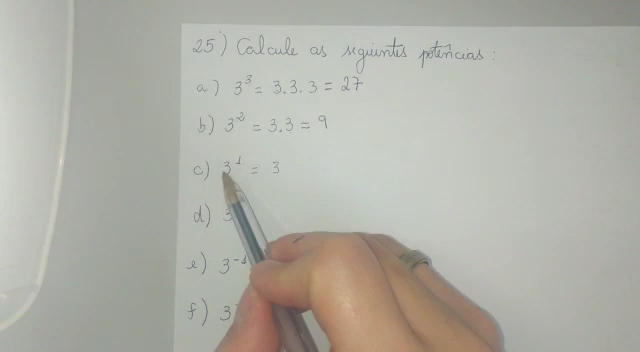 25) Calcule as seguintes potências:
a) 3³ = 3.3.3 = 27
b) 3² = 3.3 = 9
c) 3¹ = 3
d) 3
e) 3⁻¹
f) 3